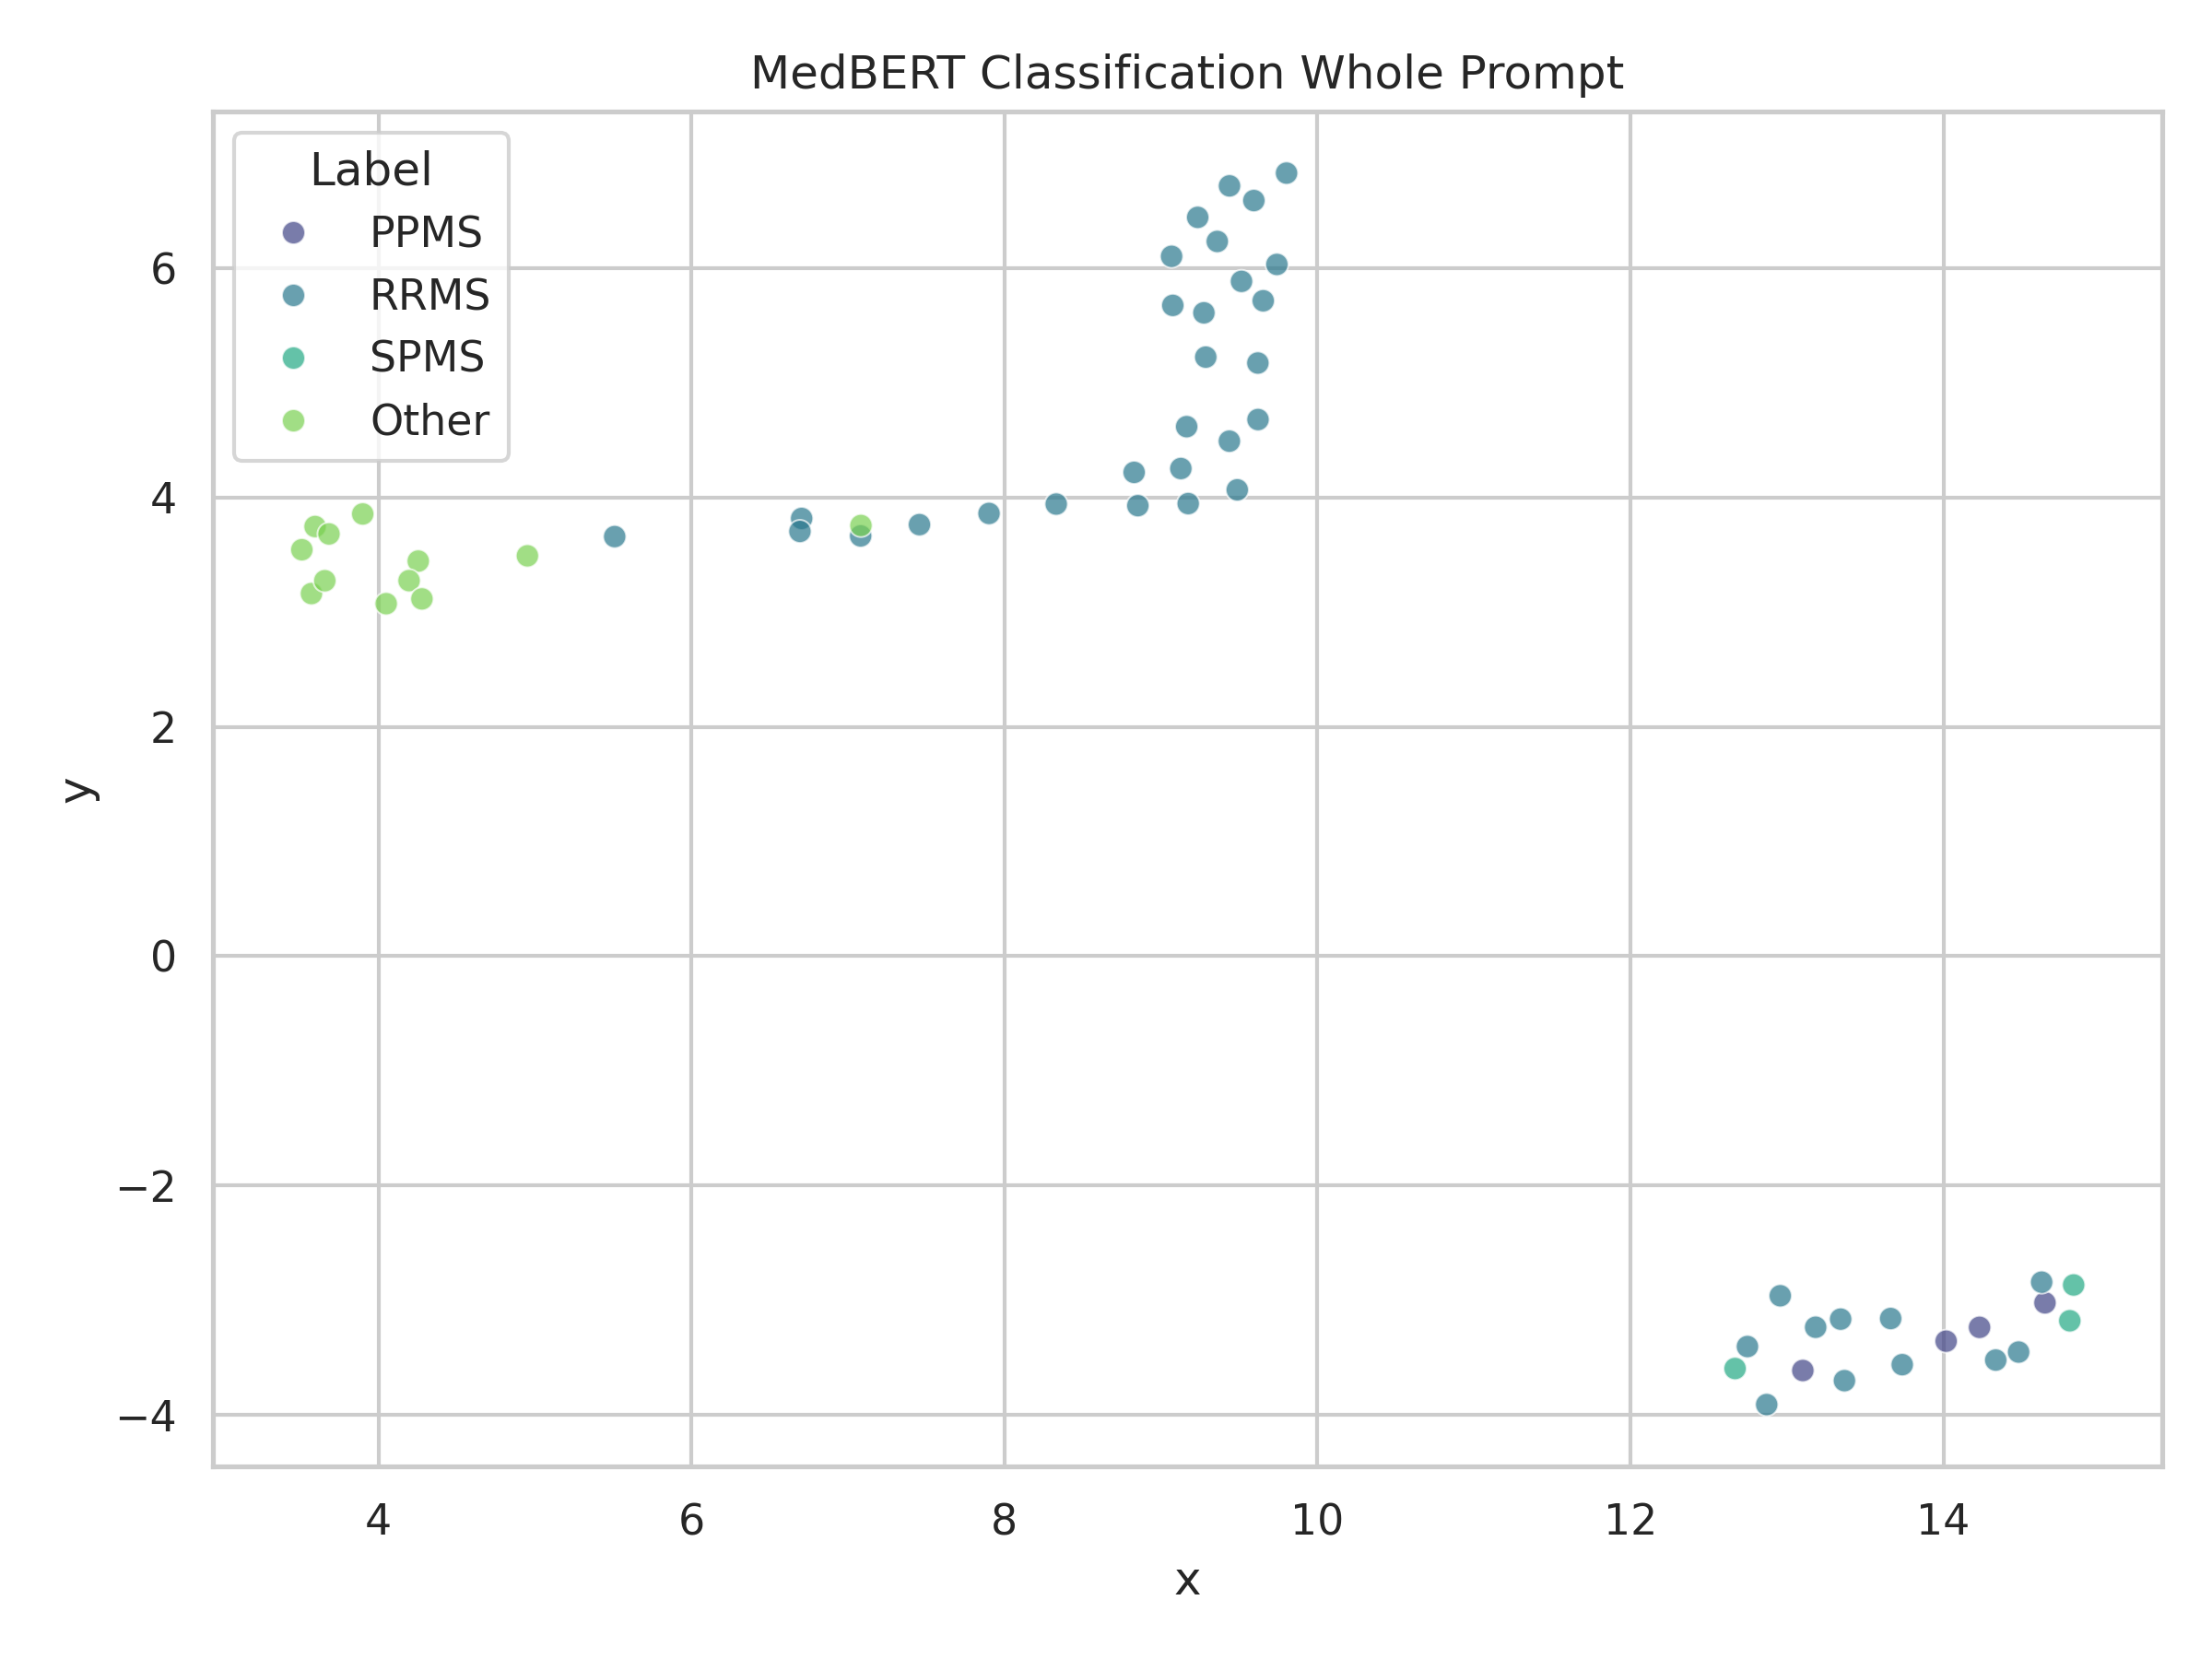 MedBERT Classification Whole Prompt
Label
PPMS
RRMS
SPMS
Other
6
4
2
0
−2
−4
y
4 6 8 10 12 14
x